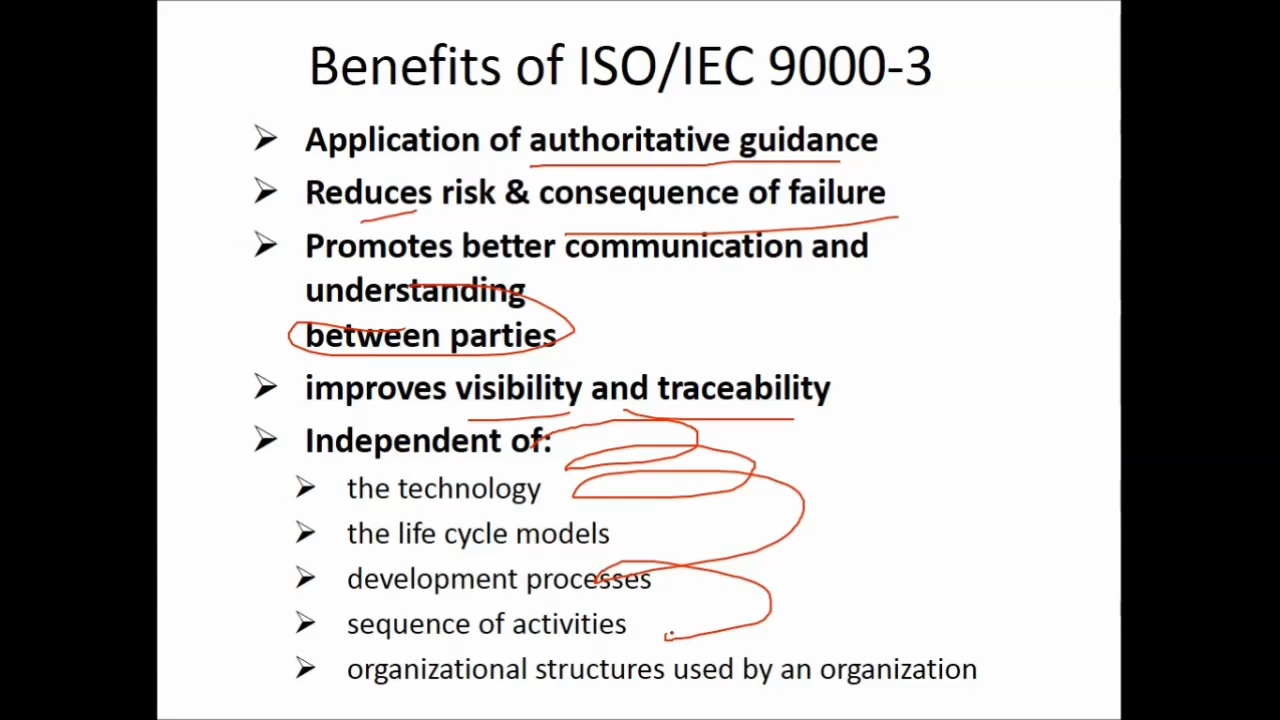 Benefits of ISO/IEC 9000-3
➢ Application of authoritative guidance
➢ Reduces risk & consequence of failure
➢ Promotes better communication and
understanding
between parties
➢ improves visibility and traceability
➢ Independent of:
➢ the technology
➢ the life cycle models
➢ development processes
➢ sequence of activities
➢ organizational structures used by an organization